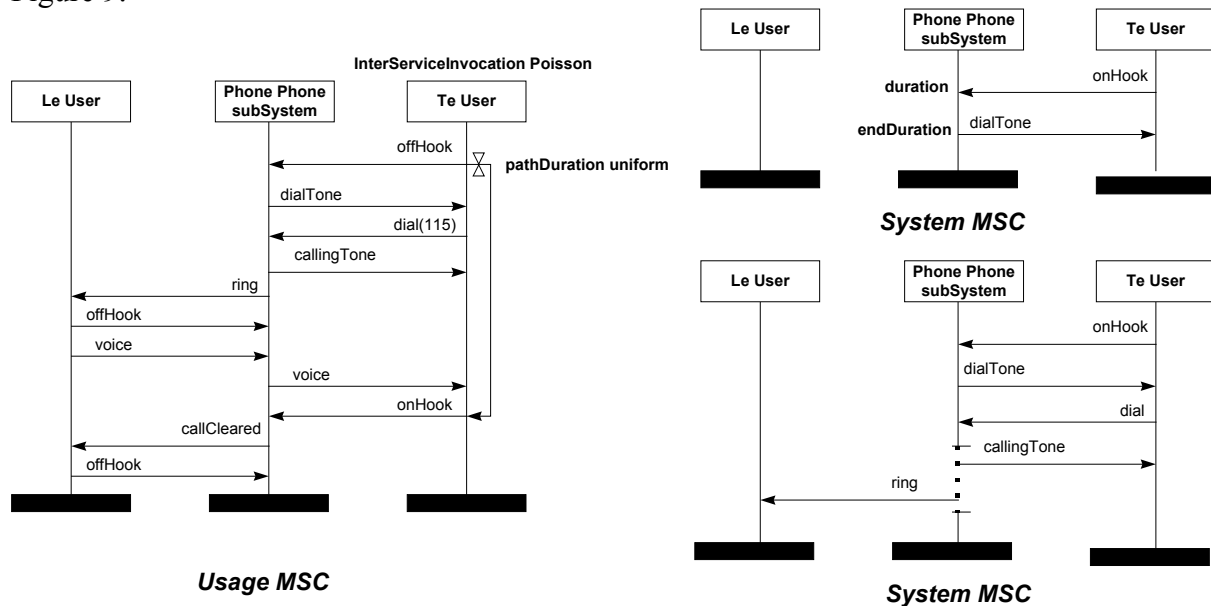 Figure 9:
InterServiceInvocation Poisson
Le User
Phone Phone
subSystem
Te User
offHook
pathDuration uniform
dialTone
dial(115)
callingTone
ring
offHook
voice
voice
onHook
callCleared
offHook
Usage MSC
Le User
Phone Phone
subSystem
Te User
onHook
duration
endDuration
dialTone
System MSC
Le User
Phone Phone
subSystem
Te User
onHook
dialTone
dial
callingTone
ring
System MSC